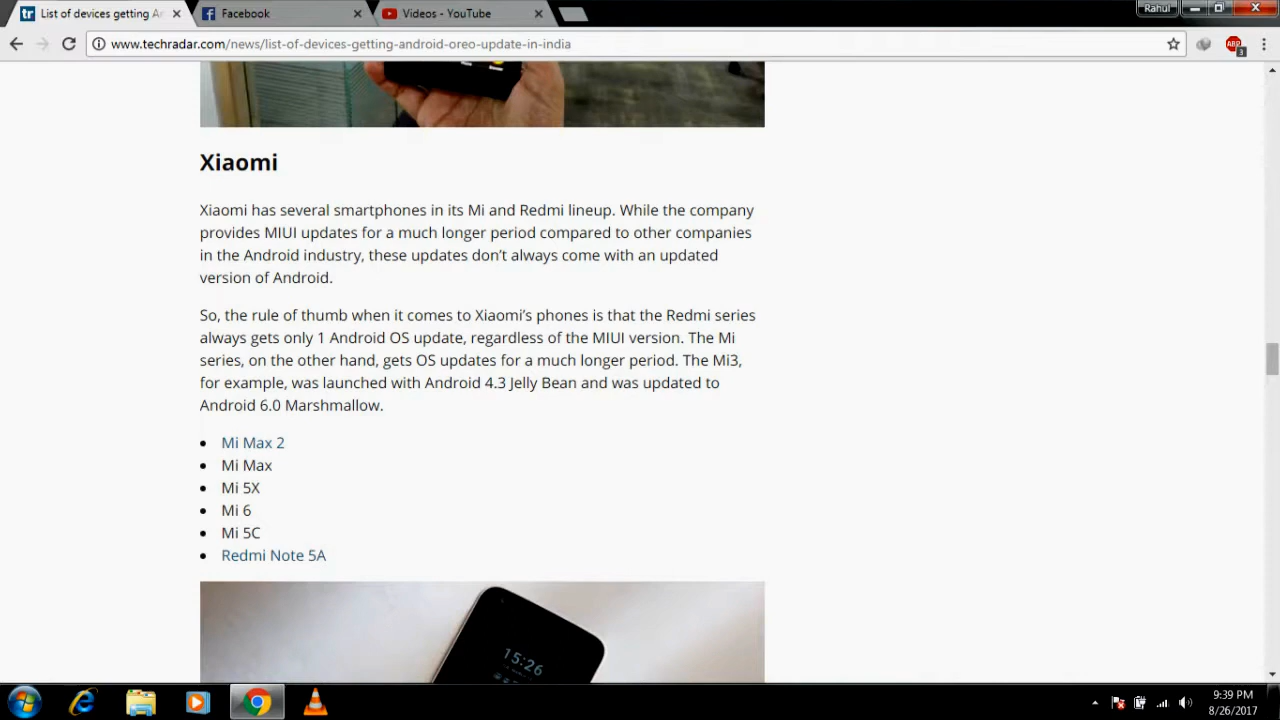 List of devices getting A
Facebook
Videos - YouTube
Rahul
www.techradar.com/news/list-of-devices-getting-android-oreo-update-in-india
ABP
3
Xiaomi
Xiaomi has several smartphones in its Mi and Redmi lineup. While the company
provides MIUI updates for a much longer period compared to other companies
in the Android industry, these updates don’t always come with an updated
version of Android.
So, the rule of thumb when it comes to Xiaomi’s phones is that the Redmi series
always gets only 1 Android OS update, regardless of the MIUI version. The Mi
series, on the other hand, gets OS updates for a much longer period. The Mi3,
for example, was launched with Android 4.3 Jelly Bean and was updated to
Android 6.0 Marshmallow.
• Mi Max 2
• Mi Max
• Mi 5X
• Mi 6
• Mi 5C
• Redmi Note 5A
15:26
9:39 PM
8/26/2017